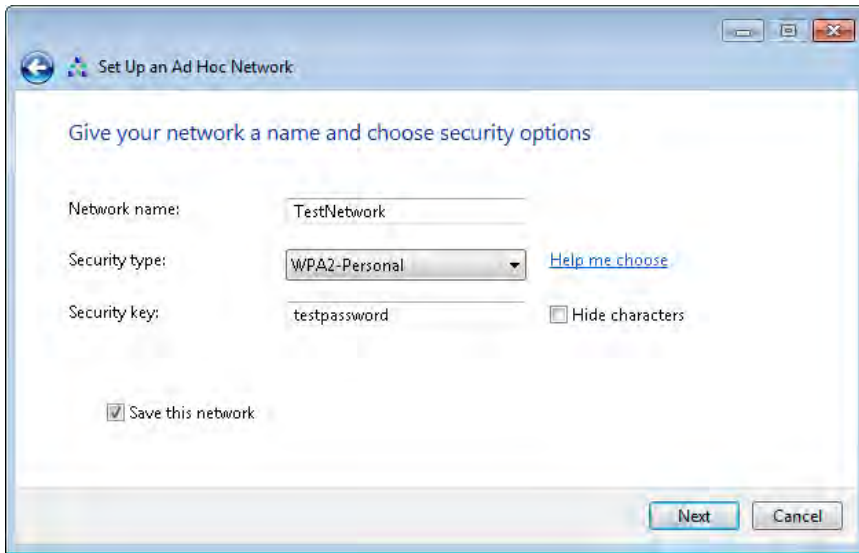 Set Up an Ad Hoc Network
Give your network a name and choose security options
Network name: TestNetwork
Security type: WPA2-Personal Help me choose
Security key: testpassword Hide characters
Save this network
Next Cancel